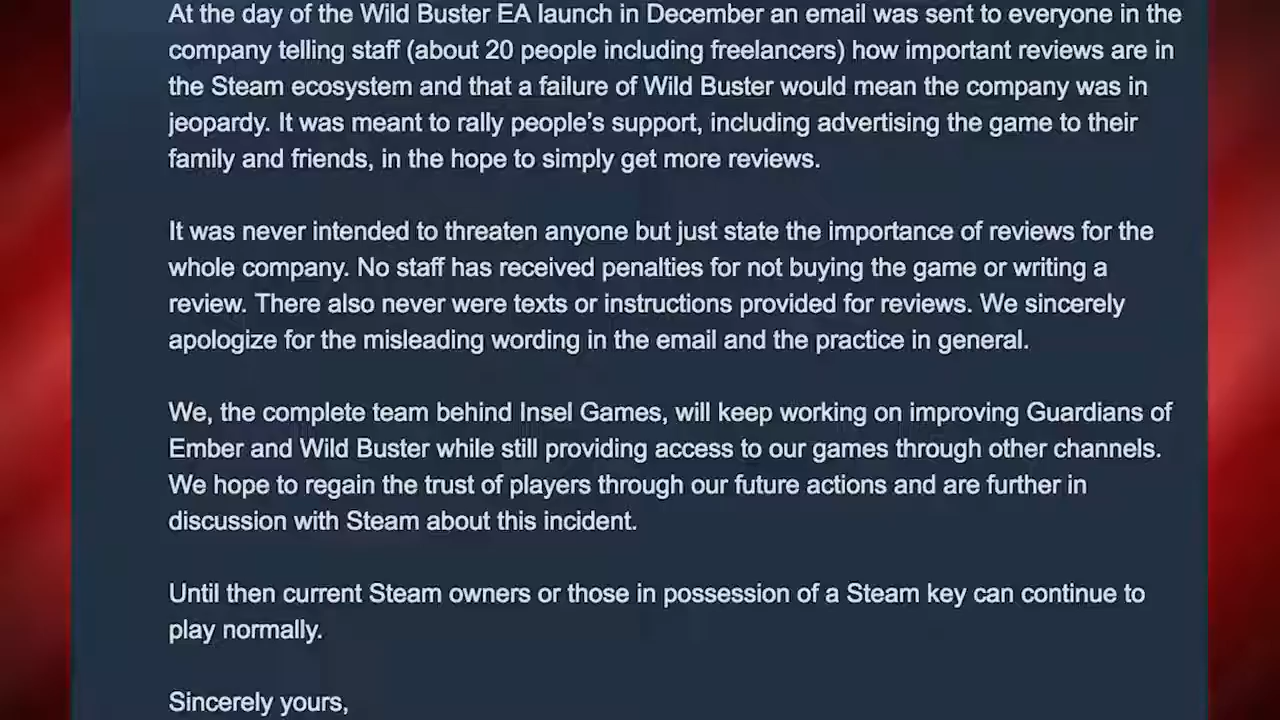 At the day of the Wild Buster EA launch in December an email was sent to everyone in the
company telling staff (about 20 people including freelancers) how important reviews are in
the Steam ecosystem and that a failure of Wild Buster would mean the company was in
jeopardy. It was meant to rally people's support, including advertising the game to their
family and friends, in the hope to simply get more reviews.
It was never intended to threaten anyone but just state the importance of reviews for the
whole company. No staff has received penalties for not buying the game or writing a
review. There also never were texts or instructions provided for reviews. We sincerely
apologize for the misleading wording in the email and the practice in general.
We, the complete team behind Insel Games, will keep working on improving Guardians of
Ember and Wild Buster while still providing access to our games through other channels.
We hope to regain the trust of players through our future actions and are further in
discussion with Steam about this incident.
Until then current Steam owners or those in possession of a Steam key can continue to
play normally.
Sincerely yours,